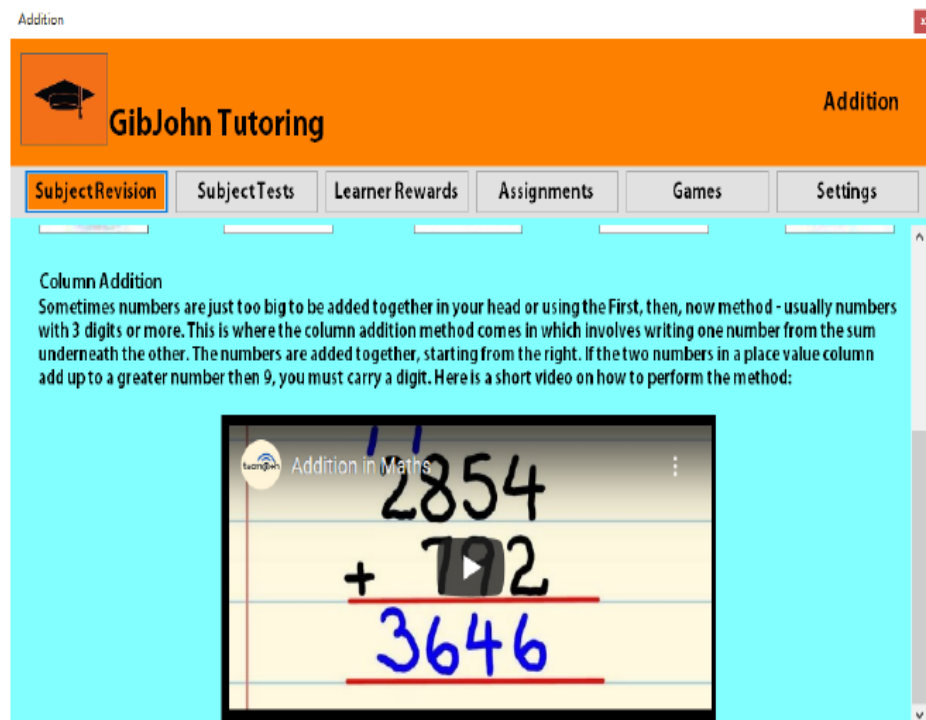 Addition
x
GibJohn Tutoring
Addition
Subject Revision Subject Tests Learner Rewards Assignments Games Settings
Column Addition
Sometimes numbers are just too big to be added together in your head or using the First, then, now method - usually numbers
with 3 digits or more. This is where the column addition method comes in which involves writing one number from the sum
underneath the other. The numbers are added together, starting from the right. If the two numbers in a place value column
add up to a greater number then 9, you must carry a digit. Here is a short video on how to perform the method:
Addition in Maths
1 1
2854
+ 792
3646